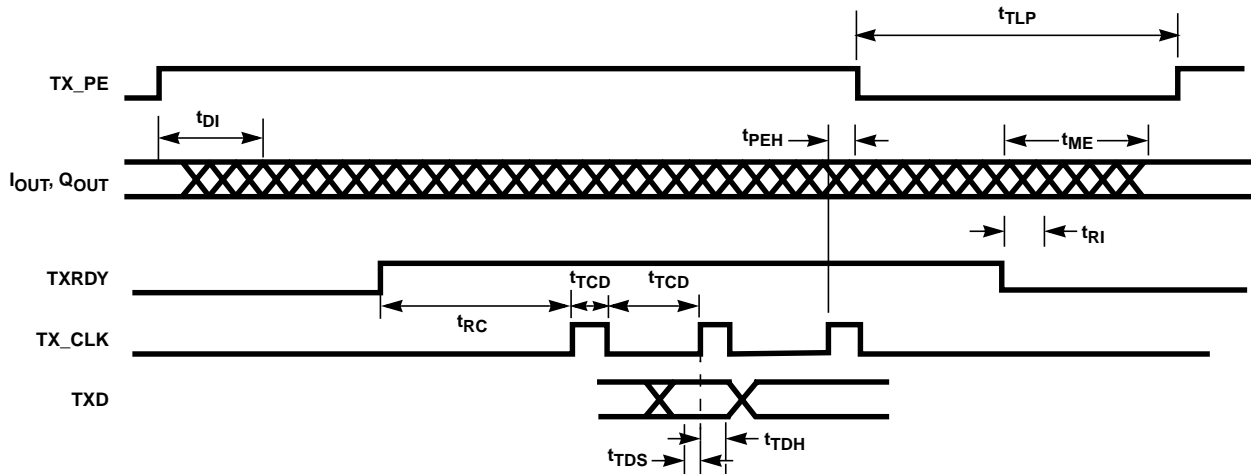 tTLP
TX_PE
tDI
tPEH
tME
IOUT, QOUT
tRI
TXRDY
tTCD
tTCD
tRC
TX_CLK
TXD
tTDH
tTDS